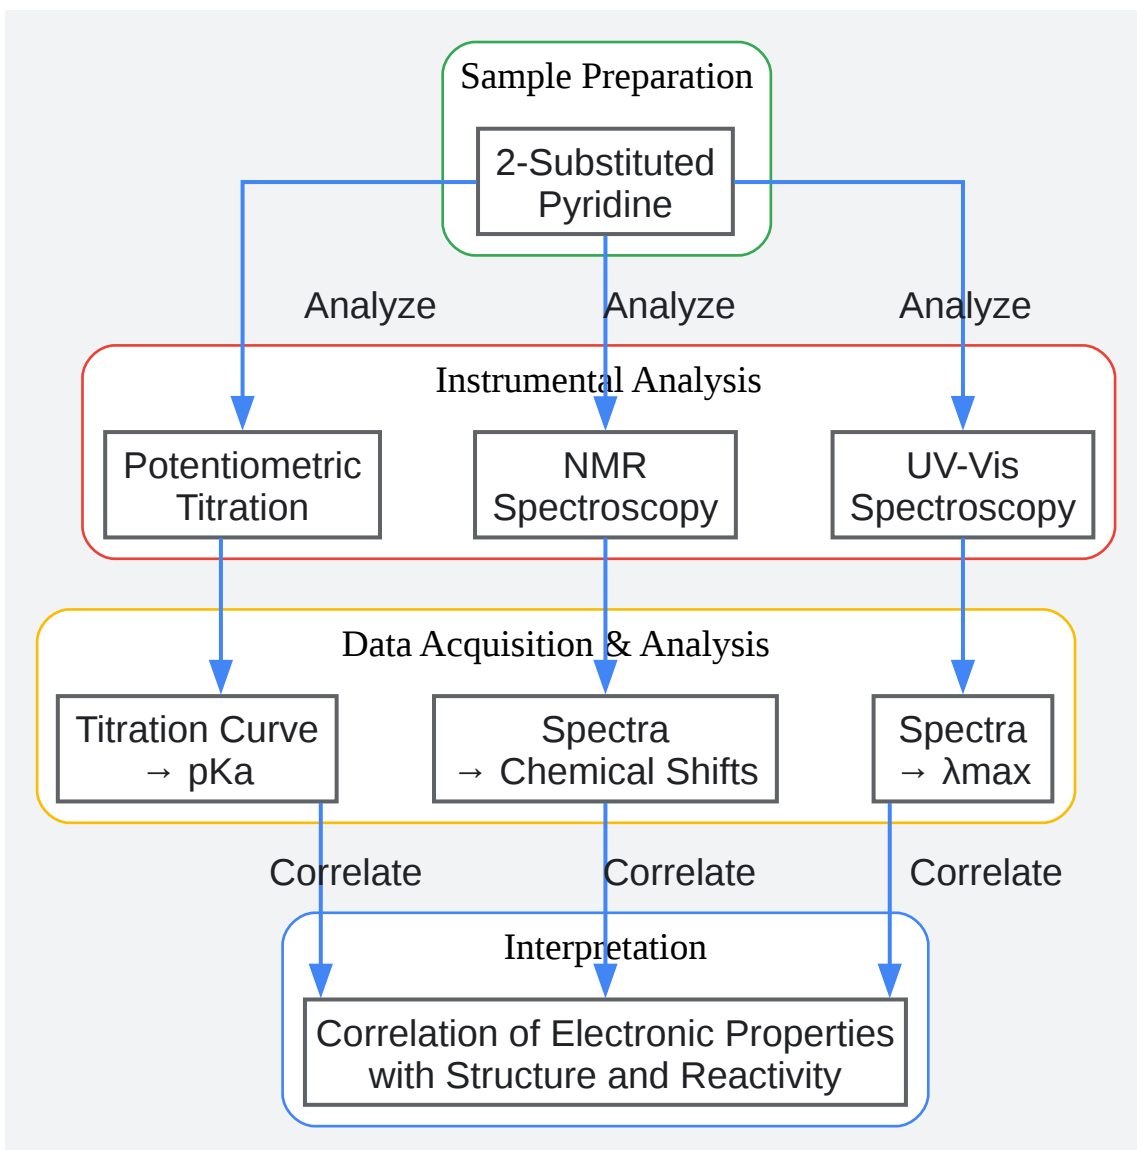 Sample Preparation
2-Substituted
Pyridine
Analyze
Analyze
Analyze
Instrumental Analysis
Potentiometric
Titration
NMR
Spectroscopy
UV-Vis
Spectroscopy
Data Acquisition & Analysis
Titration Curve
→ pKa
Spectra
→ Chemical Shifts
Spectra
→ λmax
Correlate
Correlate
Correlate
Interpretation
Correlation of Electronic Properties
with Structure and Reactivity